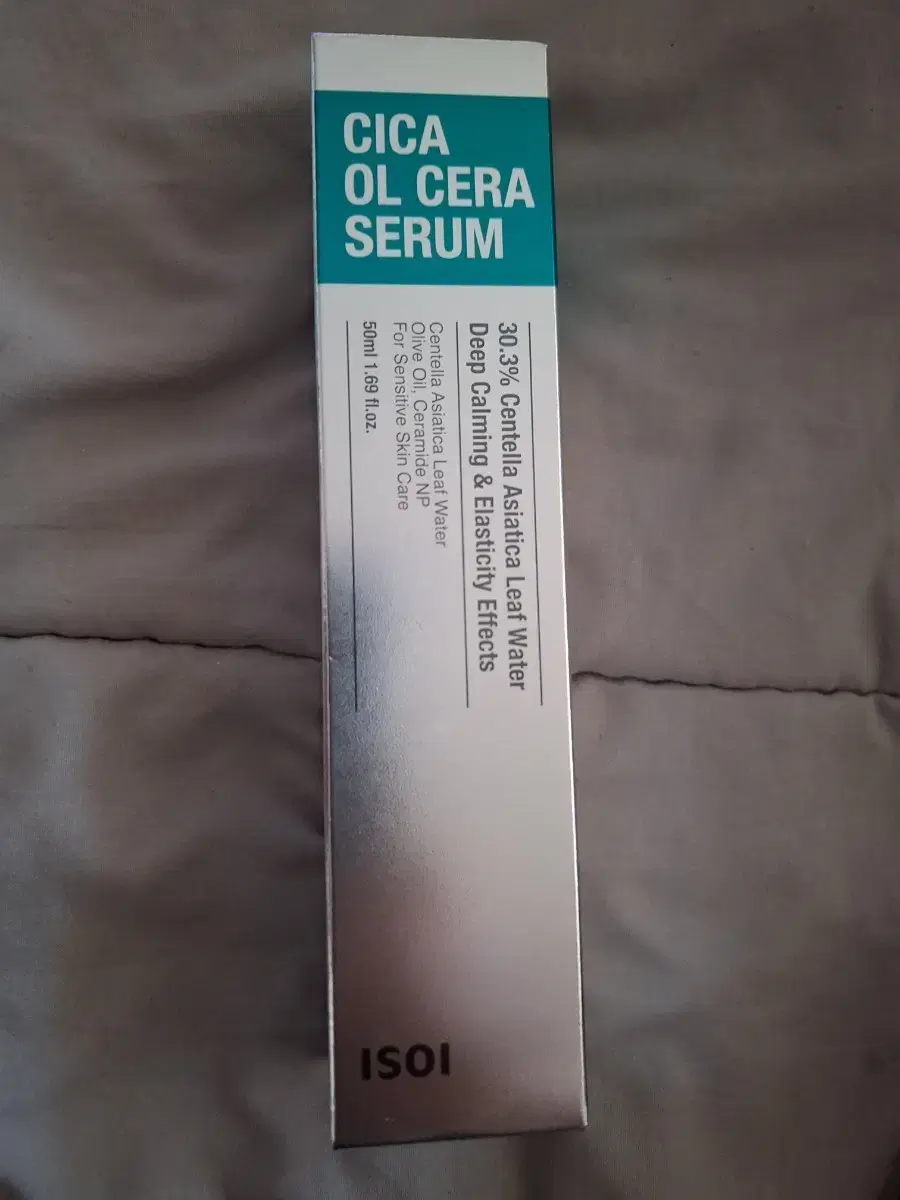 CICA
OL CERA
SERUM
30.3% Centella Asiatica Leaf Water
Deep Calming & Elasticity Effects
Centella Asiatica Leaf Water
Olive Oil, Ceramide NP
For Sensitive Skin Care
50ml 1.69 fl.oz.
ISOI